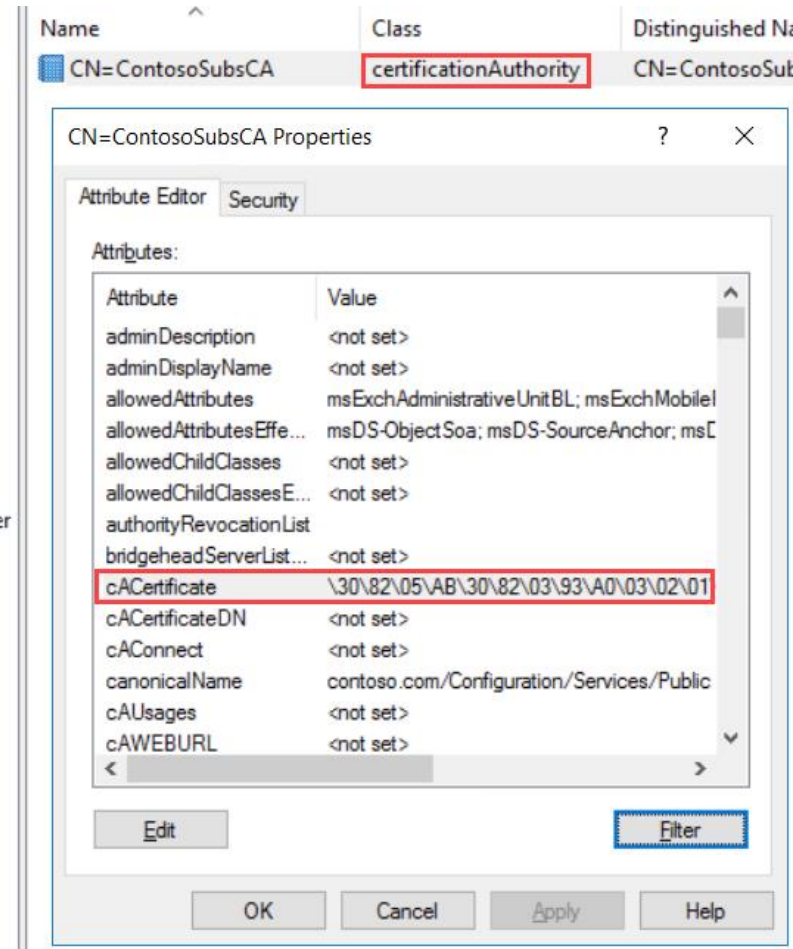 Name Class Distinguished Na
CN=ContosoSubsCA certificationAuthority CN=ContosoSub
CN=ContosoSubsCA Properties ? ×
Attribute Editor Security
Attributes:
Attribute Value
adminDescription <not set>
adminDisplayName <not set>
allowedAttributes msExchAdministrativeUnitBL; msExchMobile
allowedAttributesEffe... msDS-ObjectSoa; msDS-SourceAnchor; ms
allowedChildClasses <not set>
allowedChildClassesE... <not set>
authorityRevocationList
er
bridgeheadServerList... <not set>
cACertificate \30\82\05\AB\30\82\03\93\A0\03\02\01
cACertificateDN <not set>
cAConnect <not set>
canonicalName contoso.com/Configuration/Services/Public
cAUsages <not set>
cAWEBURL <not set>
Edit Filter
OK Cancel Apply Help